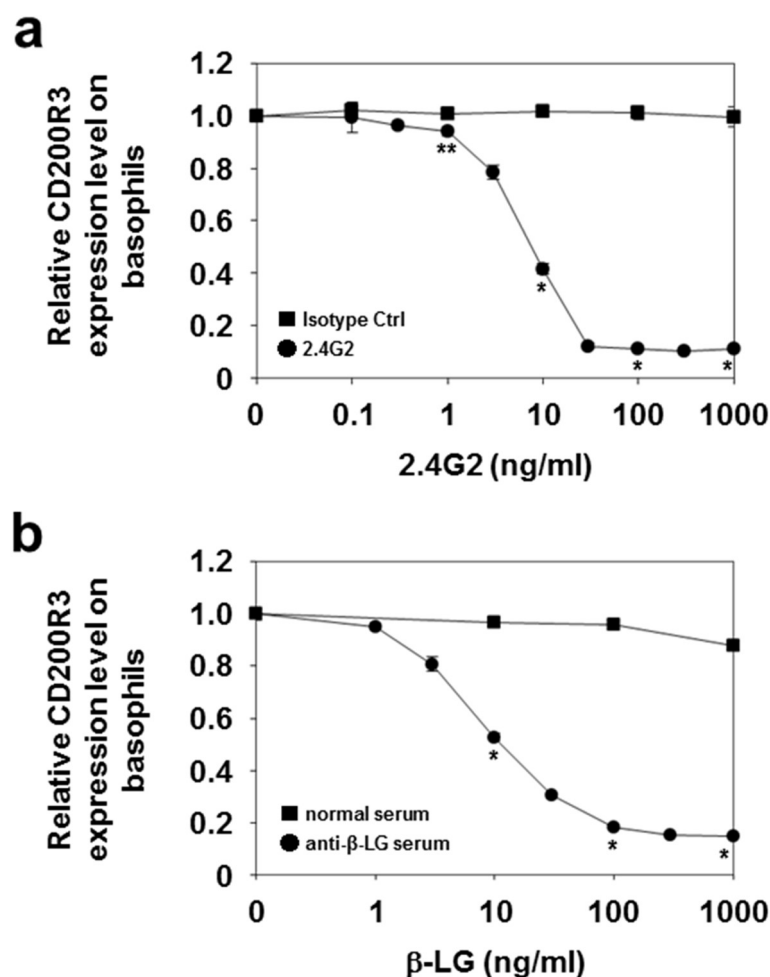 a
Relative CD200R3
expression level on
basophils
1.2
1.0
0.8
0.6
0.4
0.2
0
**
*
*
*
Isotype Ctrl
2.4G2
0 0.1 1 10 100 1000
2.4G2 (ng/ml)
b
Relative CD200R3
expression level on
basophils
1.2
1.0
0.8
0.6
0.4
0.2
0
*
*
*
normal serum
anti-β-LG serum
0 1 10 100 1000
β-LG (ng/ml)